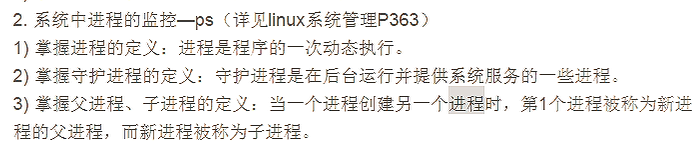 2. 系统中进程的监控—ps（详见linux系统管理P363）
1) 掌握进程的定义：进程是程序的一次动态执行。
2) 掌握守护进程的定义：守护进程是在后台运行并提供系统服务的一些进程。
3) 掌握父进程、子进程的定义：当一个进程创建另一个进程时，第1个进程被称为新进
程的父进程，而新进程被称为子进程。